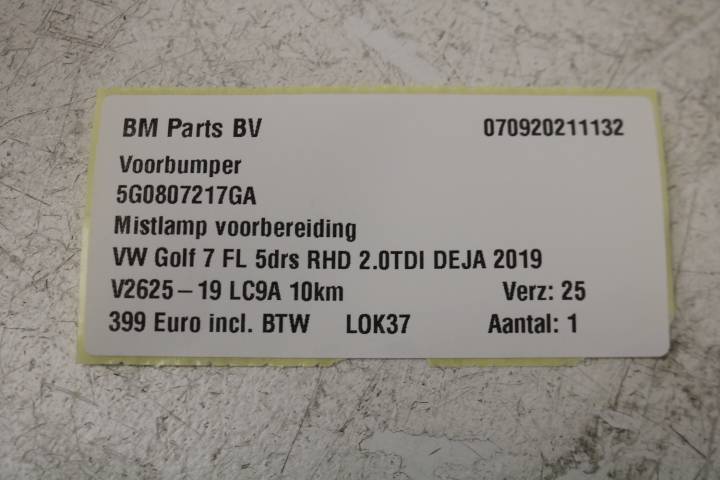 BM Parts BV 070920211132
Voorbumper
5G0807217GA
Mistlamp voorbereiding
VW Golf 7 FL 5drs RHD 2.0TDI DEJA 2019
V2625-19 LC9A 10km Verz: 25
399 Euro incl. BTW LOK37 Aantal: 1